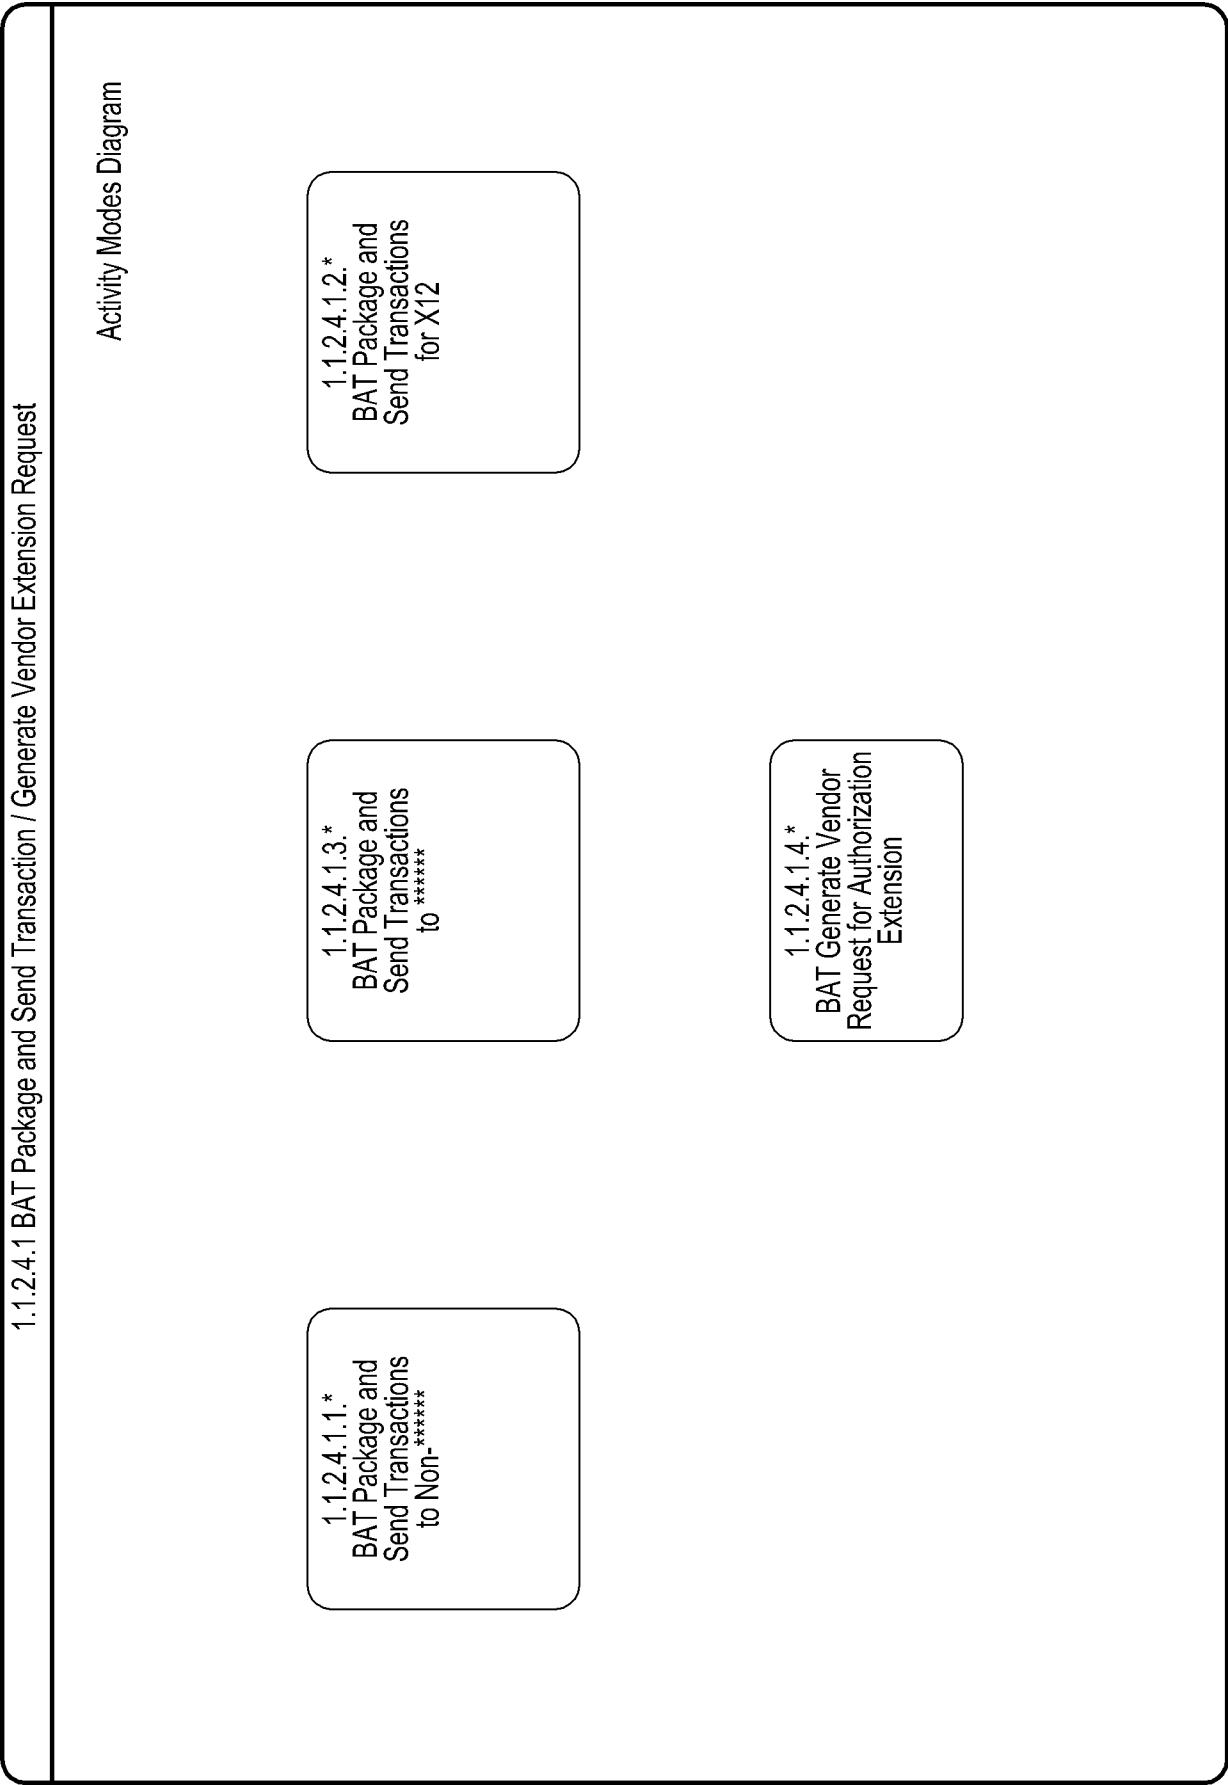 1.1.2.4.1 BAT Package and Send Transaction / Generate Vendor Extension Request
Activity Modes Diagram
1.1.2.4.1.1.*
BAT Package and
Send Transactions
to Non-******
1.1.2.4.1.3.*
BAT Package and
Send Transactions
to ******
1.1.2.4.1.2.*
BAT Package and
Send Transactions
for X12
1.1.2.4.1.4.*
BAT Generate Vendor
Request for Authorization
Extension